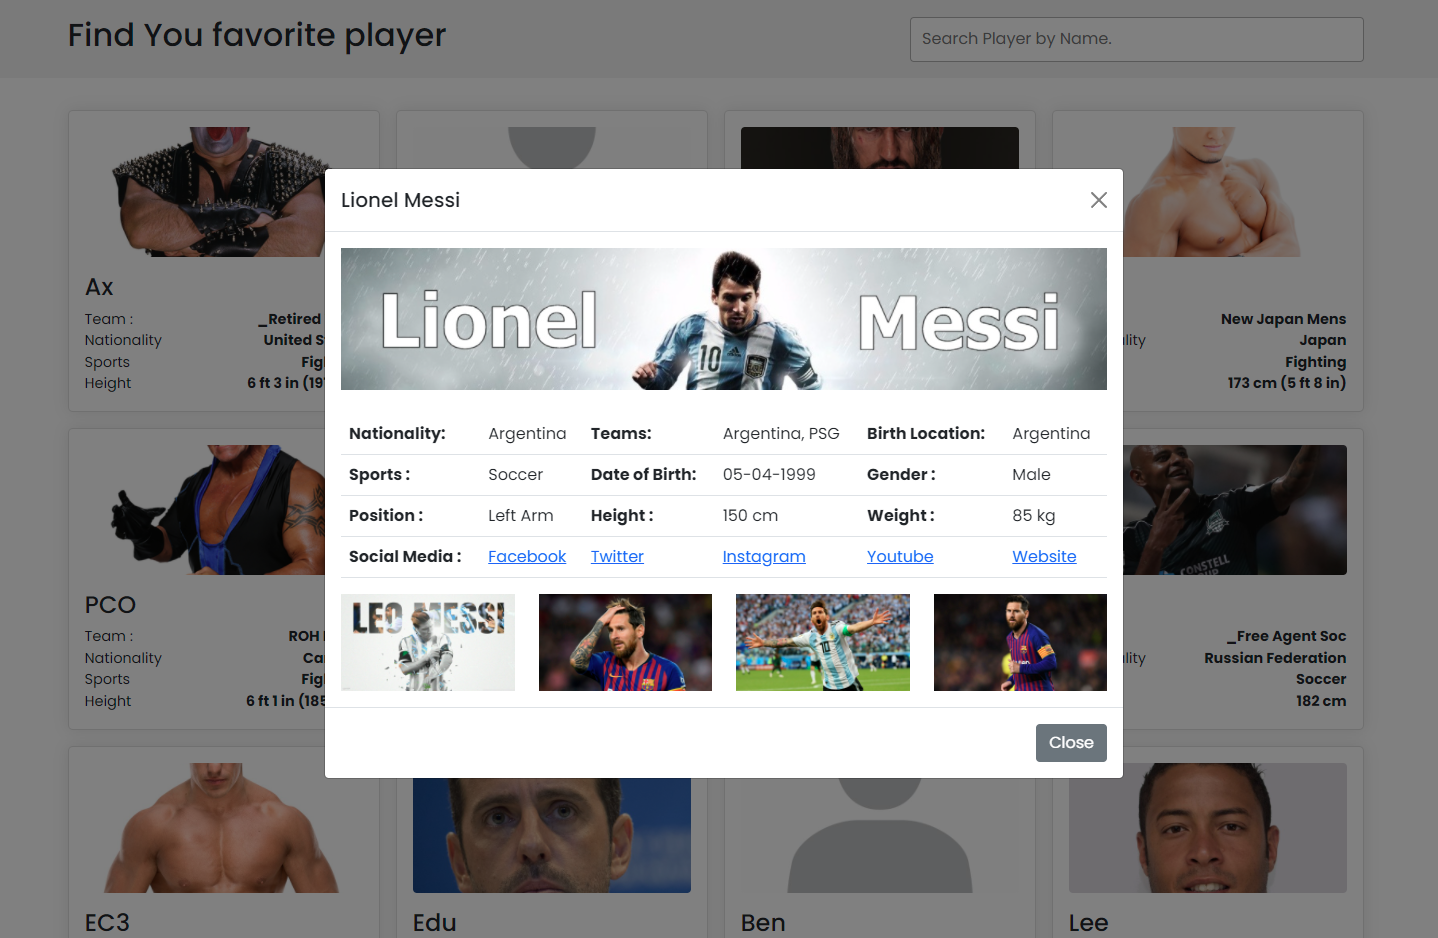 Find You favorite player
Search Player by Name.
Lionel Messi
Lionel Messi
10
Nationality: Argentina Teams: Argentina, PSG Birth Location: Argentina
Sports : Soccer Date of Birth: 05-04-1999 Gender : Male
Position : Left Arm Height : 150 cm Weight : 85 kg
Social Media : Facebook Twitter Instagram Youtube Website
LEO MESSI
10
Close
Ax
Team : _Retired
Nationality United S
Sports Fig
Height 6 ft 3 in (19
New Japan Mens
ality Japan
Fighting
173 cm (5 ft 8 in)
PCO
Team : ROH
Nationality Ca
Sports Fig
Height 6 ft 1 in (185
CONSTELL
_Free Agent Soc
ality Russian Federation
Soccer
182 cm
EC3
Edu
Ben
Lee